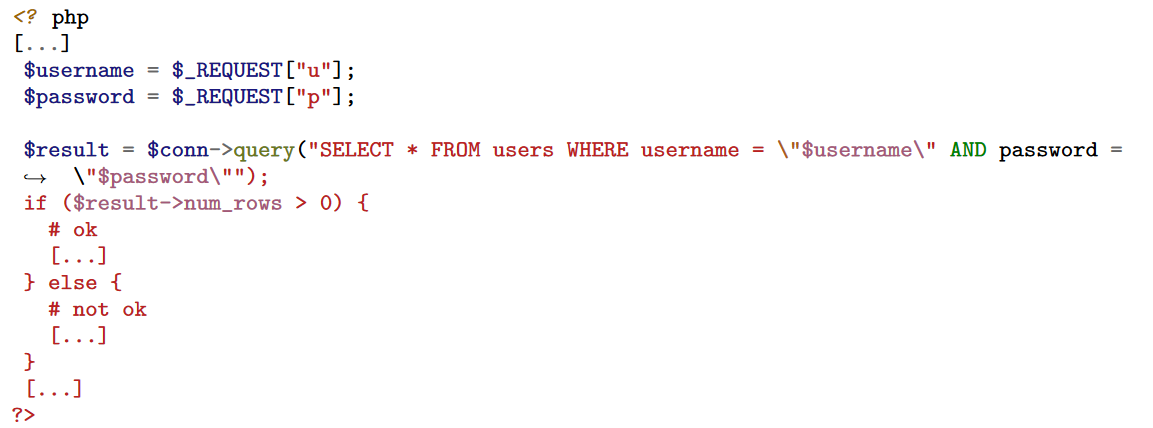 <? php
[...]
$username = $_REQUEST["u"];
$password = $_REQUEST["p"];
$result = $conn->query("SELECT * FROM users WHERE username = \"$username\" AND password =
↪ \"$password\"");
if ($result->num_rows > 0) {
# ok
[...]
} else {
# not ok
[...]
}
[...]
?>